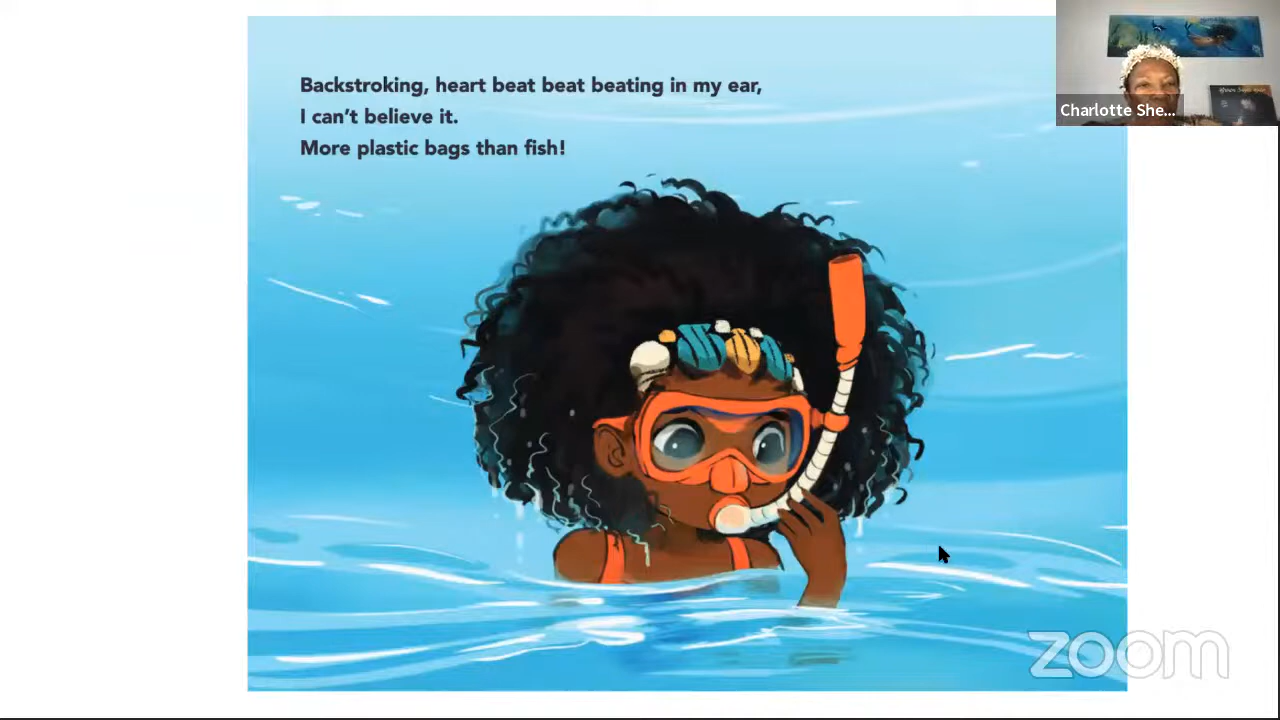 Backstroking, heart beat beat beating in my ear,
I can't believe it.
More plastic bags than fish!
Charlotte She...
zoom